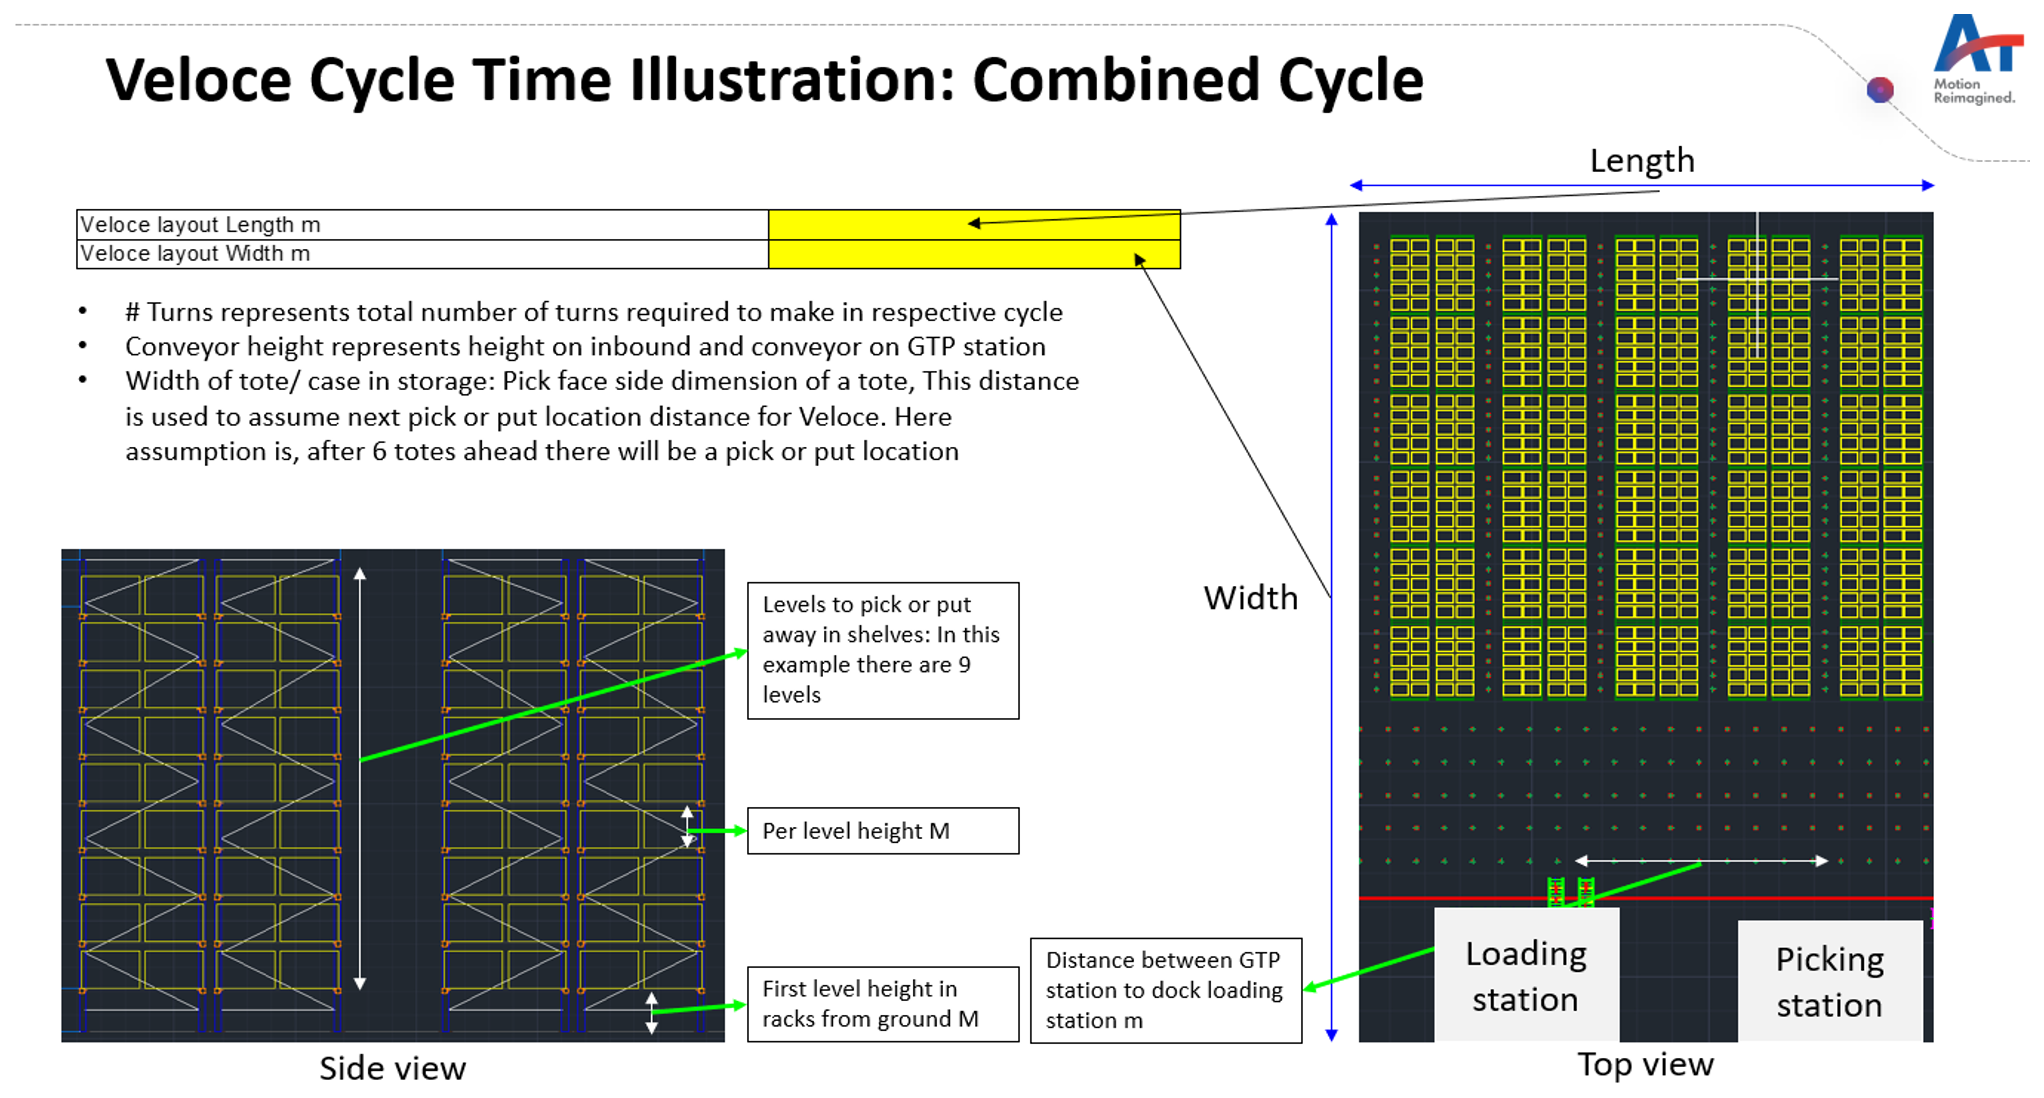 Veloce Cycle Time Illustration: Combined Cycle
AT
Motion
Reimagined.
Length
Veloce layout Length m
Veloce layout Width m
• # Turns represents total number of turns required to make in respective cycle
• Conveyor height represents height on inbound and conveyor on GTP station
• Width of tote/ case in storage: Pick face side dimension of a tote, This distance
is used to assume next pick or put location distance for Veloce. Here
assumption is, after 6 totes ahead there will be a pick or put location
Width
Levels to pick or put
away in shelves: In this
example there are 9
levels
Per level height M
First level height in
racks from ground M
Distance between GTP
station to dock loading
station m
Loading
station
Picking
station
Side view
Top view